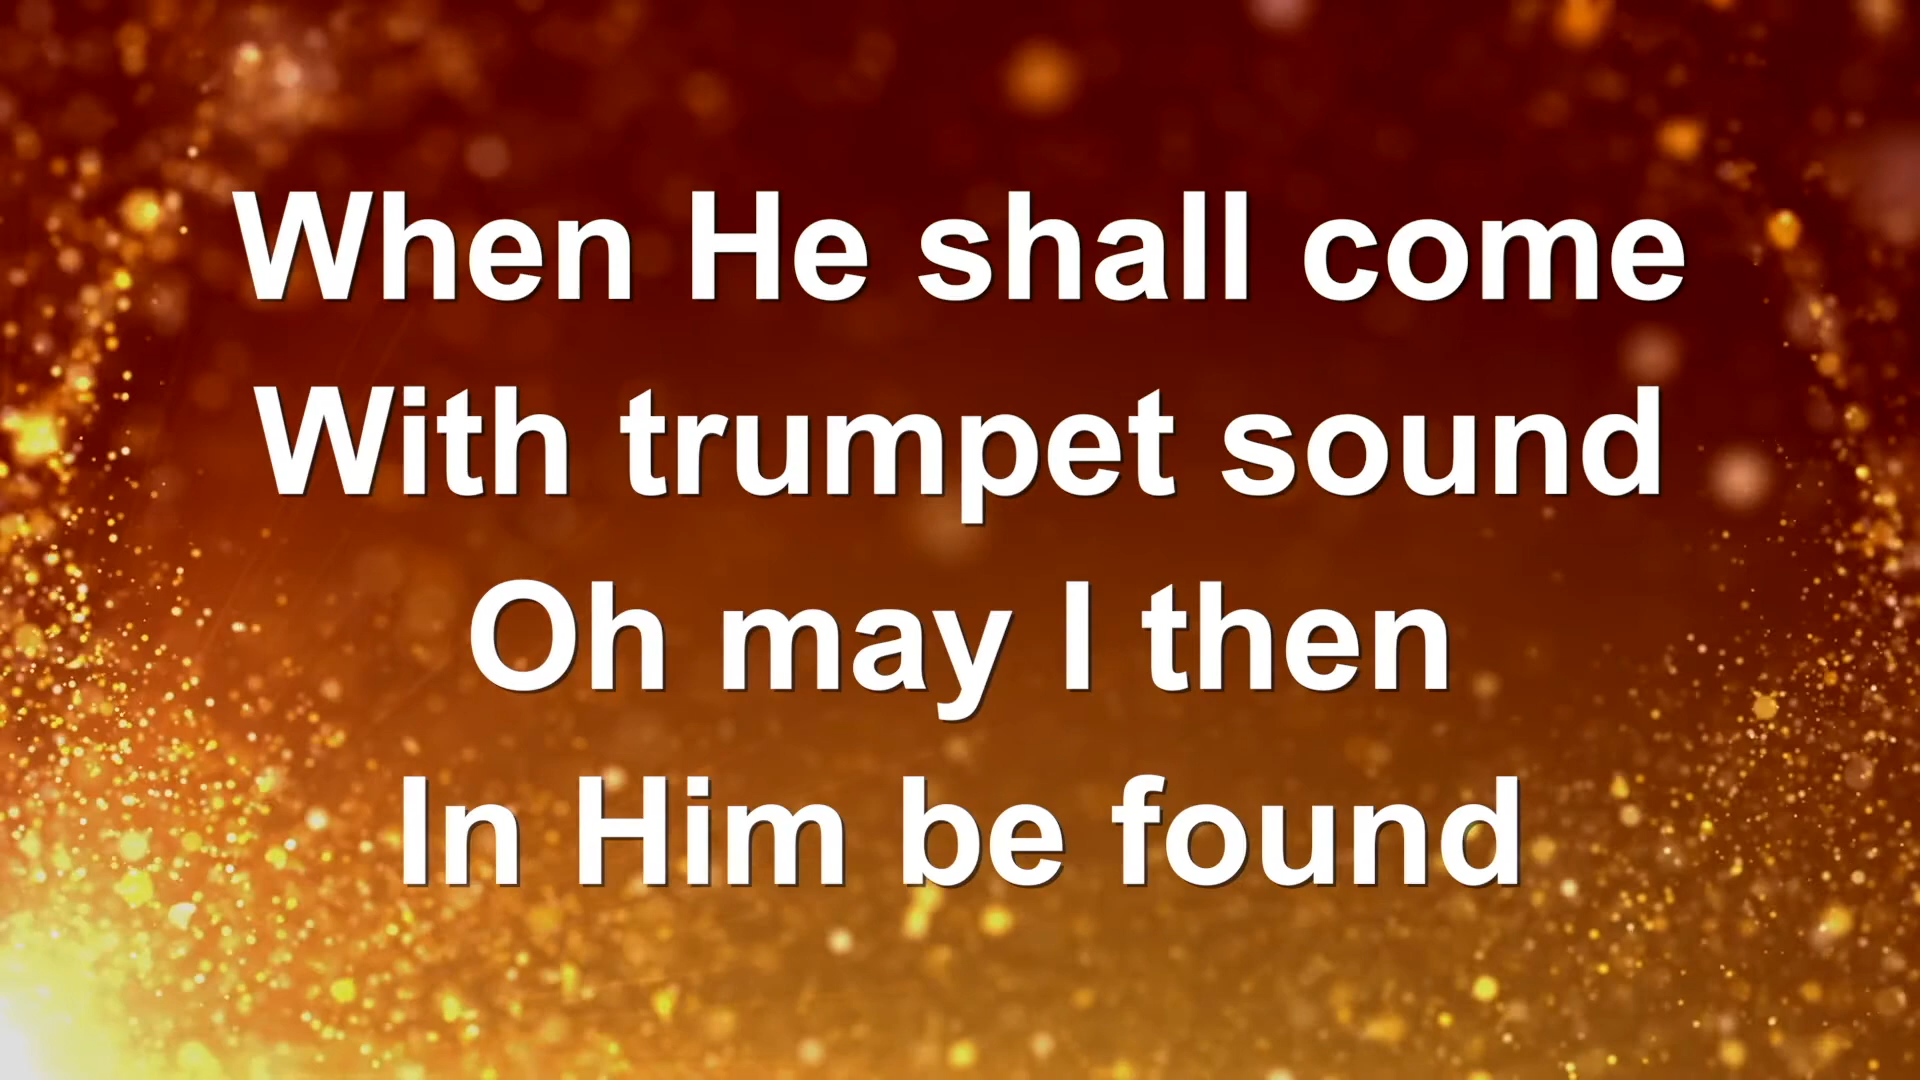 When He shall come
With trumpet sound
Oh may I then
In Him be found